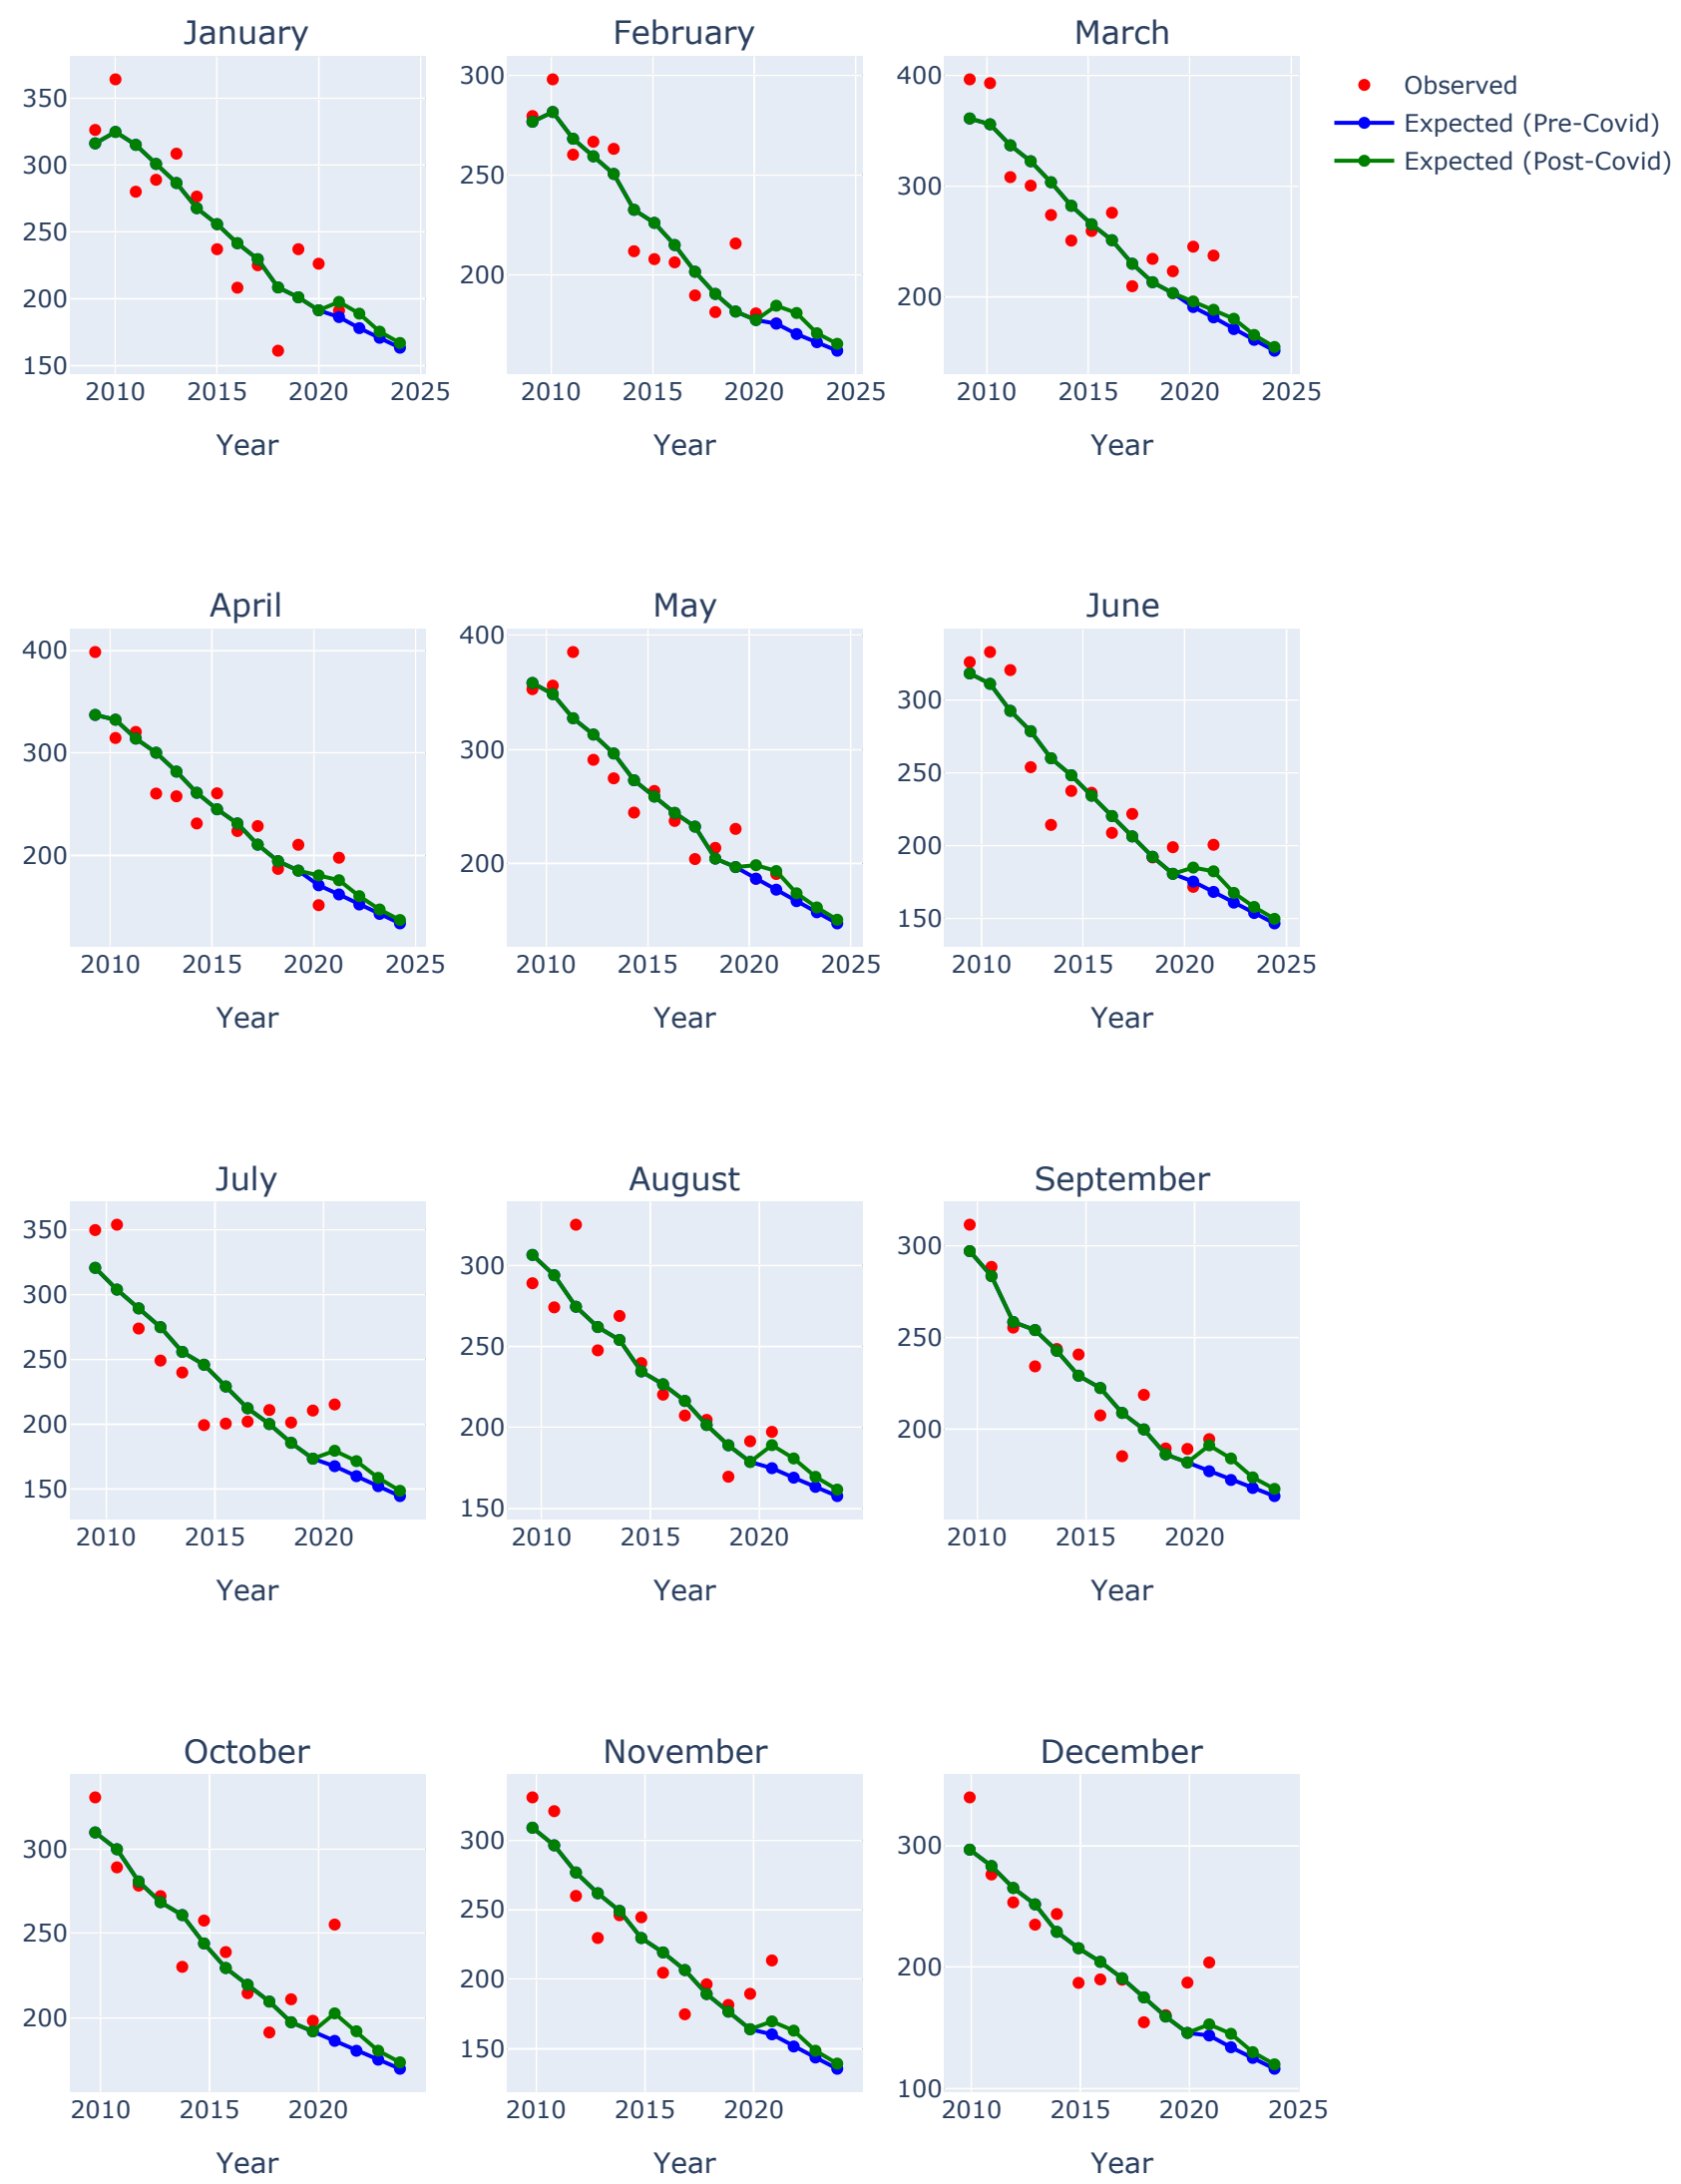 January February March
350
300
250
200
150
2010 2015 2020 2025
Year
300
250
200
2010 2015 2020 2025
Year
400
300
200
2010 2015 2020 2025
Year
Observed
Expected (Pre-Covid)
Expected (Post-Covid)
April May June
400
300
200
2010 2015 2020 2025
Year
400
300
200
2010 2015 2020 2025
Year
300
250
200
150
2010 2015 2020 2025
Year
July August September
350
300
250
200
150
2010 2015 2020
Year
300
250
200
150
2010 2015 2020
Year
300
250
200
2010 2015 2020
Year
October November December
300
250
200
2010 2015 2020
Year
300
250
200
150
2010 2015 2020
Year
300
200
100
2010 2015 2020 2025
Year